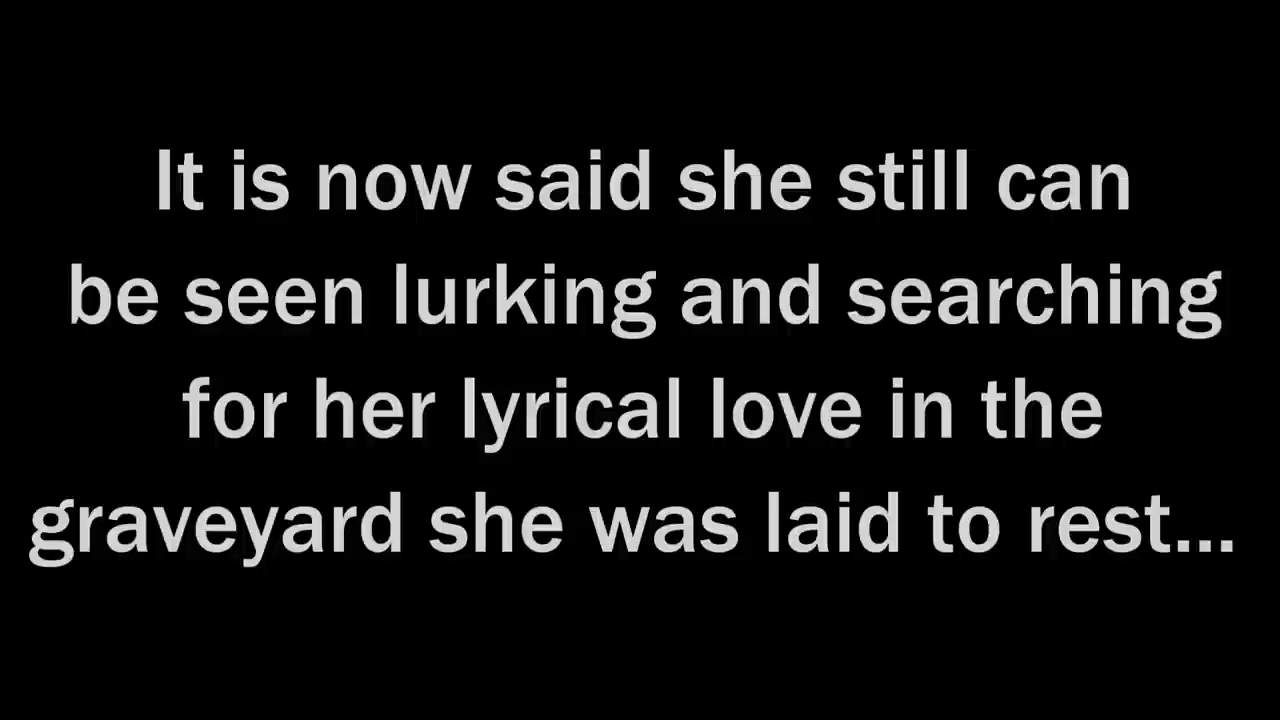 It is now said she still can
be seen lurking and searching
for her lyrical love in the
graveyard she was laid to rest...